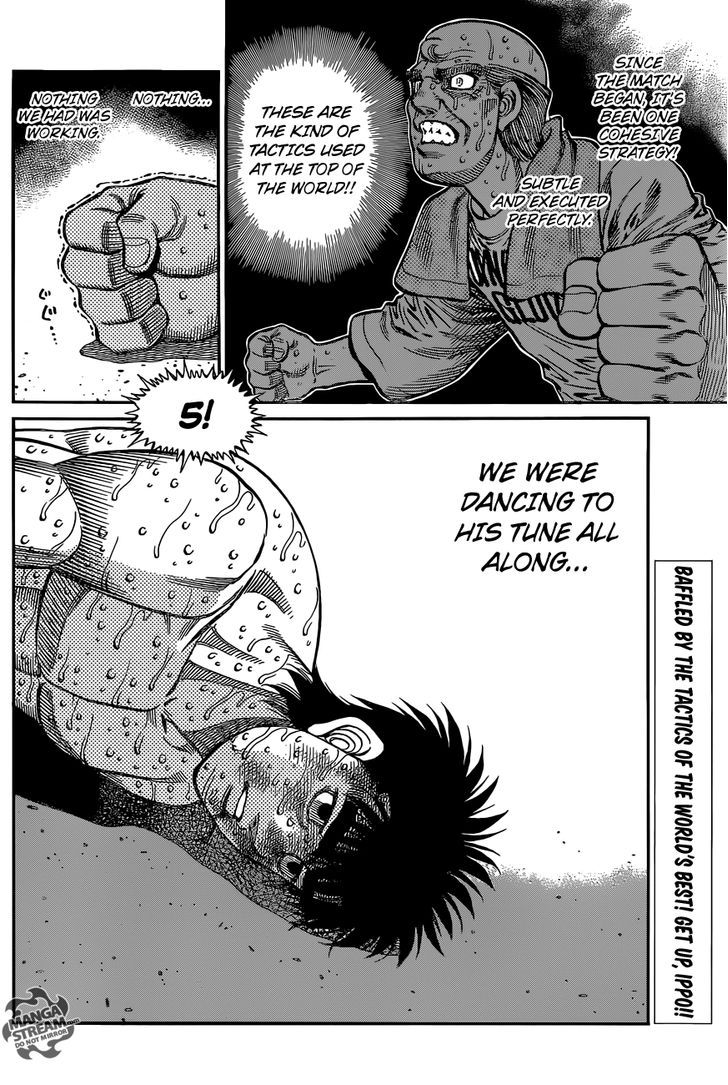 SINCE
THE MATCH
BEGAN, IT'S
BEEN ONE
COHESIVE
STRATEGY!
SUBTLE
AND EXECUTED
PERFECTLY.
THESE ARE
THE KIND OF
TACTICS USED
AT THE TOP OF
THE WORLD!!
NOTHING...
NOTHING
WE HAD WAS
WORKING.
5!
WE WERE
DANCING TO
HIS TUNE ALL
ALONG...
BAFFLED BY THE TACTICS OF THE WORLD'S BEST! GET UP, IPPO!!
MANGA
STREAM.COM
DO NOT MIRROR